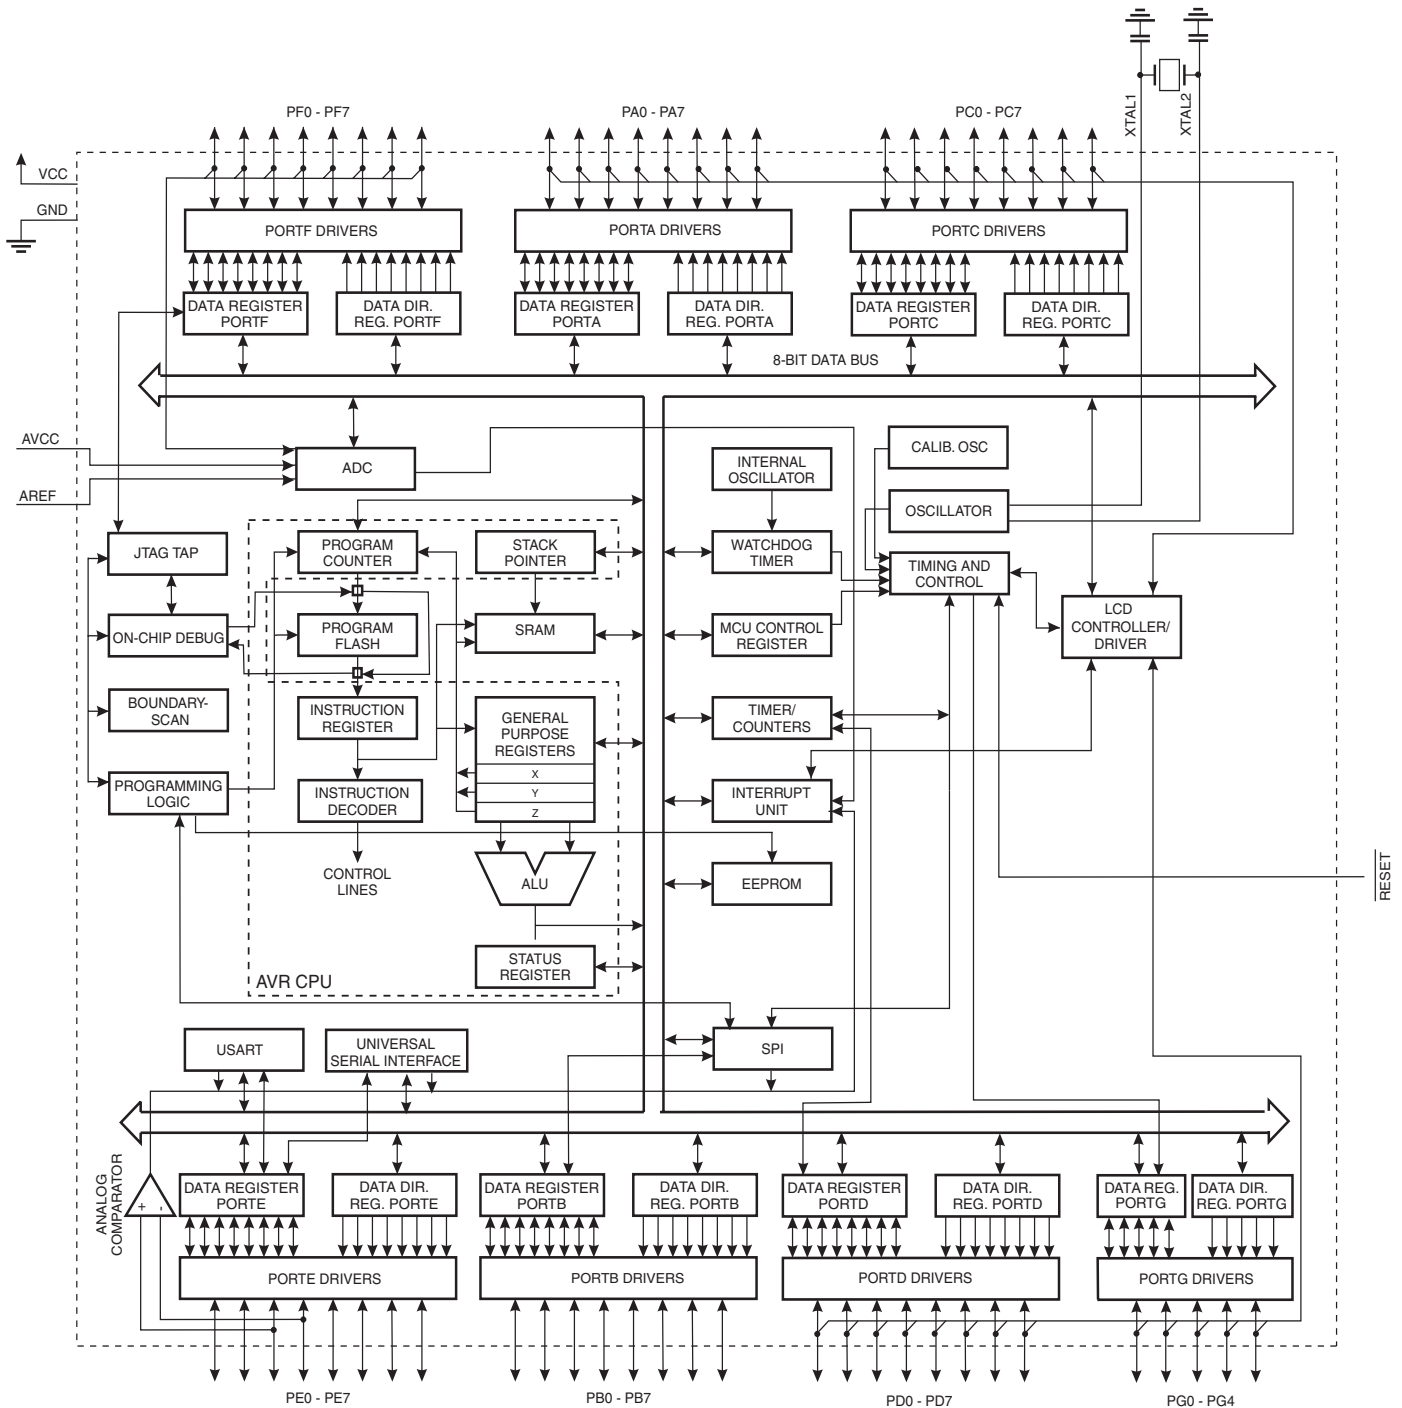 XTAL1
XTAL2
PF0 - PF7
PA0 - PA7
PC0 - PC7
VCC
GND
PORTF DRIVERS
PORTA DRIVERS
PORTC DRIVERS
DATA REGISTER
PORTF
DATA DIR.
REG. PORTF
DATA REGISTER
PORTA
DATA DIR.
REG. PORTA
DATA REGISTER
PORTC
DATA DIR.
REG. PORTC
8-BIT DATA BUS
AVCC
AREF
ADC
INTERNAL
OSCILLATOR
CALIB. OSC
OSCILLATOR
JTAG TAP
PROGRAM
COUNTER
STACK
POINTER
WATCHDOG
TIMER
TIMING AND
CONTROL
ON-CHIP DEBUG
PROGRAM
FLASH
SRAM
MCU CONTROL
REGISTER
LCD
CONTROLLER/
DRIVER
BOUNDARY-
SCAN
INSTRUCTION
REGISTER
GENERAL
PURPOSE
REGISTERS
X
Y
Z
TIMER/
COUNTERS
PROGRAMMING
LOGIC
INSTRUCTION
DECODER
INTERRUPT
UNIT
CONTROL
LINES
ALU
EEPROM
RESET
STATUS
REGISTER
AVR CPU
USART
UNIVERSAL
SERIAL INTERFACE
SPI
ANALOG
COMPARATOR
+
-
DATA REGISTER
PORTE
DATA DIR.
REG. PORTE
DATA REGISTER
PORTB
DATA DIR.
REG. PORTB
DATA REGISTER
PORTD
DATA DIR.
REG. PORTD
DATA REG.
PORTG
DATA DIR.
REG. PORTG
PORTE DRIVERS
PORTB DRIVERS
PORTD DRIVERS
PORTG DRIVERS
PE0 - PE7
PB0 - PB7
PD0 - PD7
PG0 - PG4